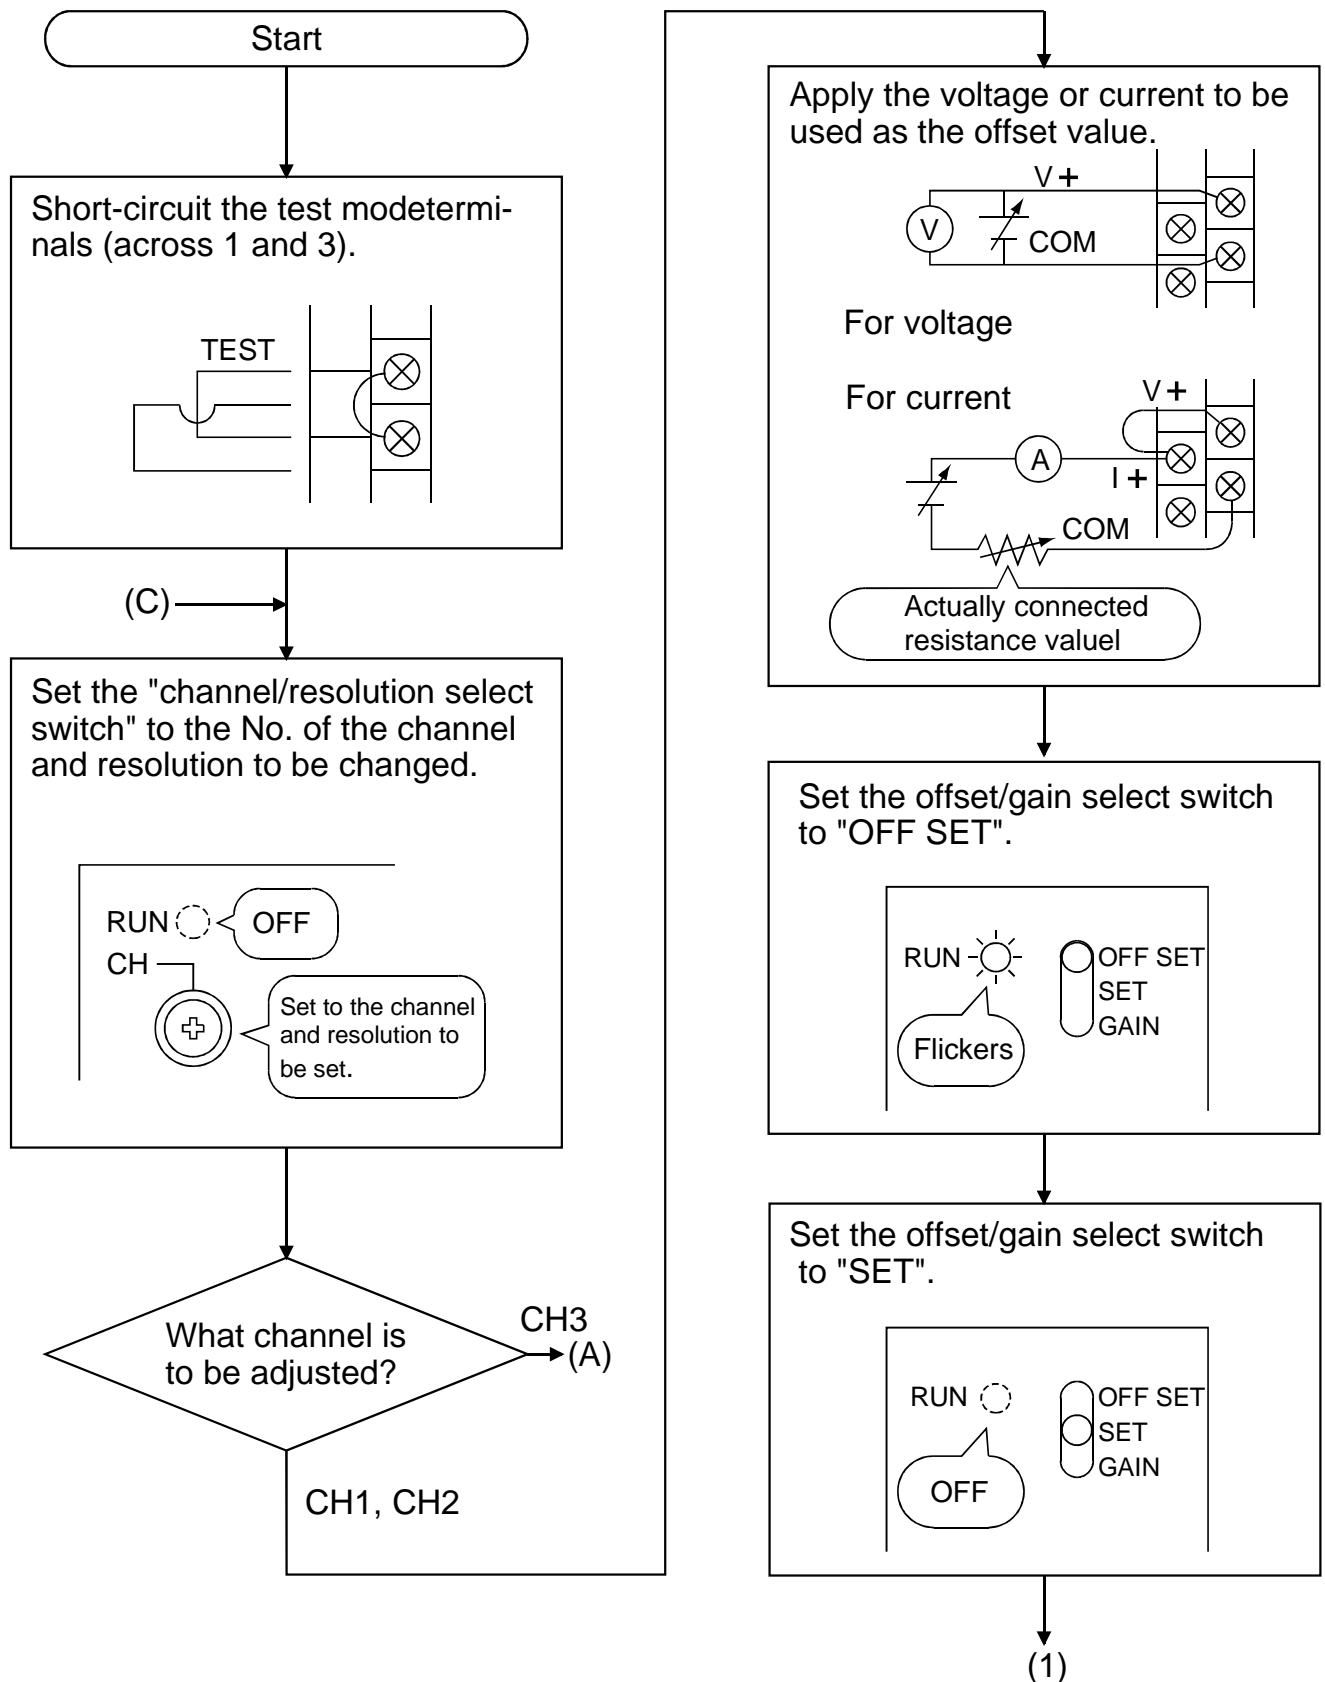 Start
Short-circuit the test modetermi-
nals (across 1 and 3).
TEST
(C)
Set the "channel/resolution select
switch" to the No. of the channel
and resolution to be changed.
RUN
OFF
CH
Set to the channel
and resolution to
be set.
What channel is
to be adjusted?
CH3
(A)
CH1, CH2
Apply the voltage or current to be
used as the offset value.
V +
V
COM
For voltage
For current
V +
A
I +
COM
Actually connected
resistance valuel
Set the offset/gain select switch
to "OFF SET".
RUN
OFF SET
SET
GAIN
Flickers
Set the offset/gain select switch
to "SET".
RUN
OFF SET
SET
GAIN
OFF
(1)